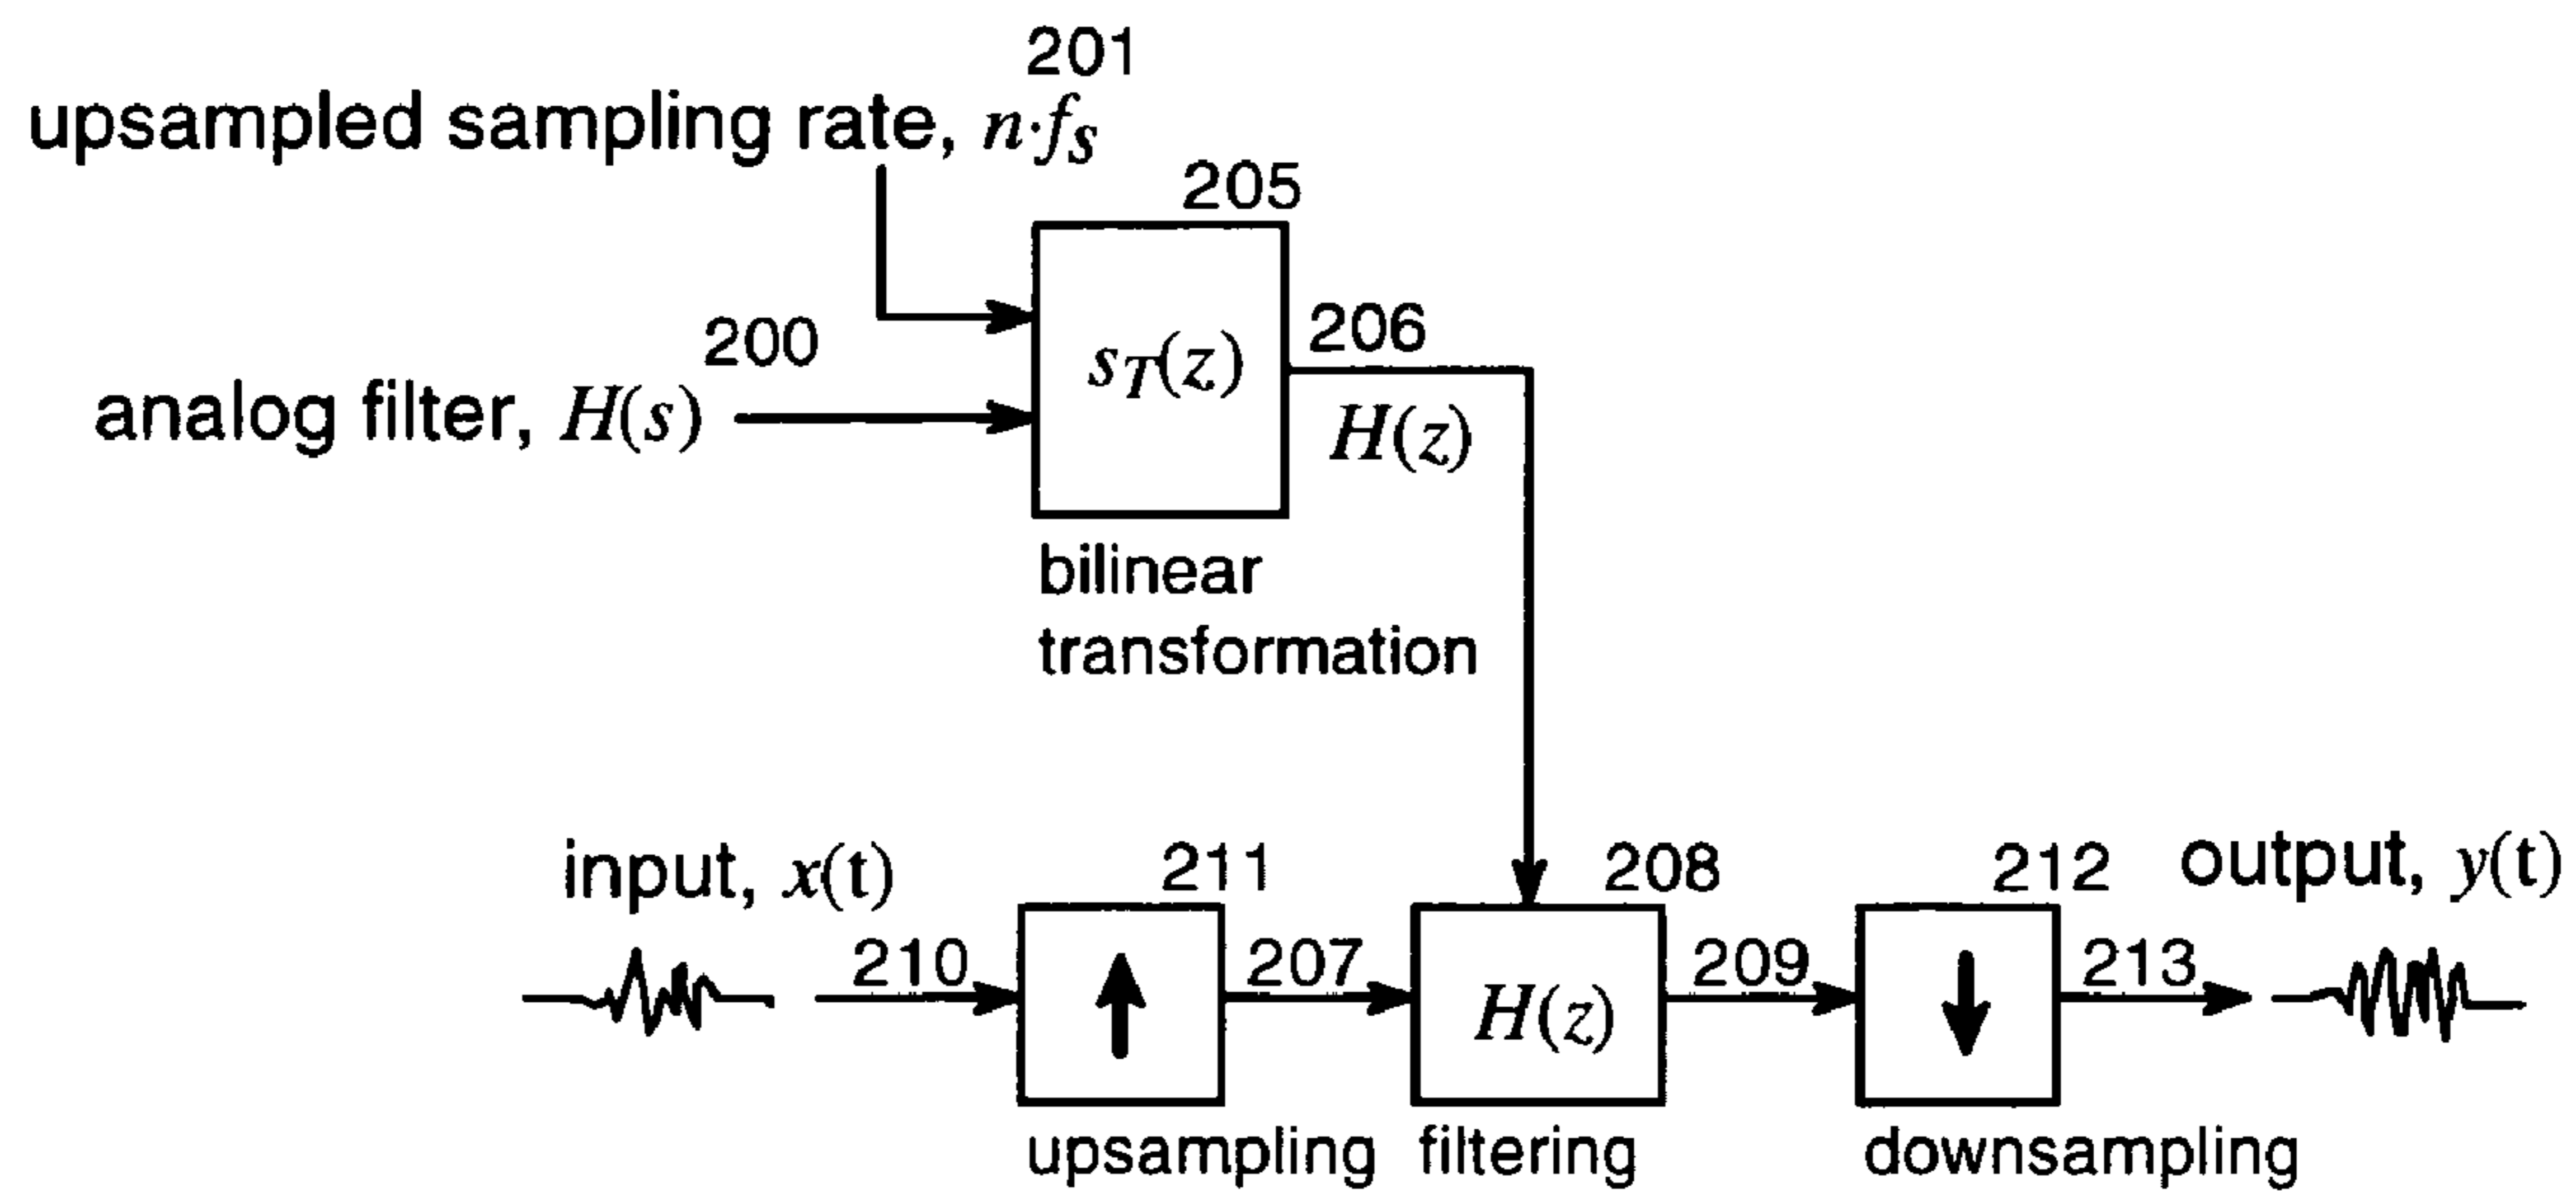 201
upsampled sampling rate, n·fs
205
200
206
sT(z)
analog filter, H(s)
H(z)
bilinear
transformation
input, x(t)
211
208
212
output, y(t)
210
207
209
213
H(z)
upsampling
filtering
downsampling